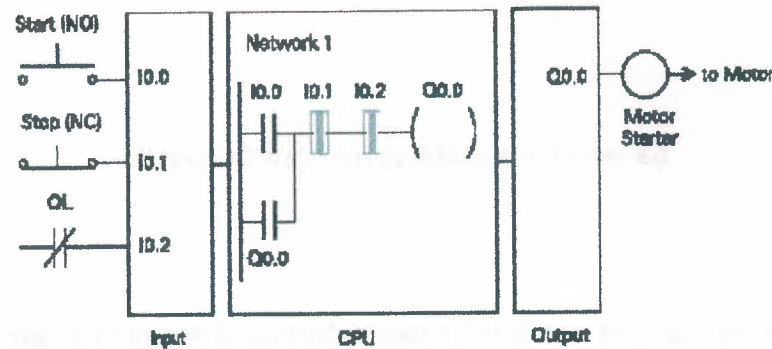 Start (NO)
I0.0
Stop (NC)
I0.1
OL
I0.2
Input
Network 1
I0.0 I0.1 I0.2 Q0.0
Q0.0
CPU
Q0.0
Output
to Motor
Motor
Starter